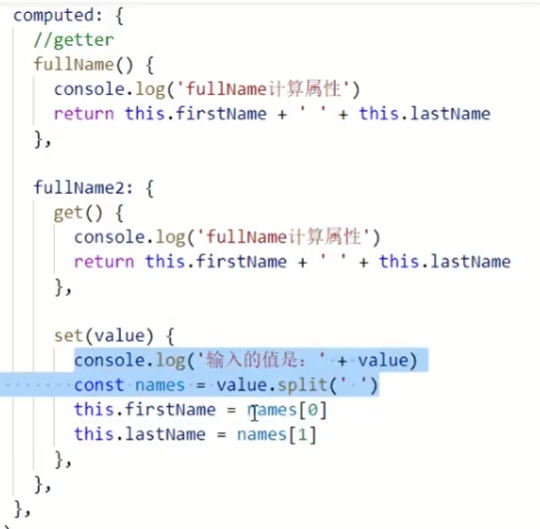 computed: {
  //getter
  fullName() {
    console.log('fullName计算属性')
    return this.firstName + ' ' + this.lastName
  },

  fullName2: {
    get() {
      console.log('fullName计算属性')
      return this.firstName + ' ' + this.lastName
    },

    set(value) {
      console.log('输入的值是：' + value)
      const names = value.split(' ')
      this.firstName = names[0]
      this.lastName = names[1]
    },
  },
},